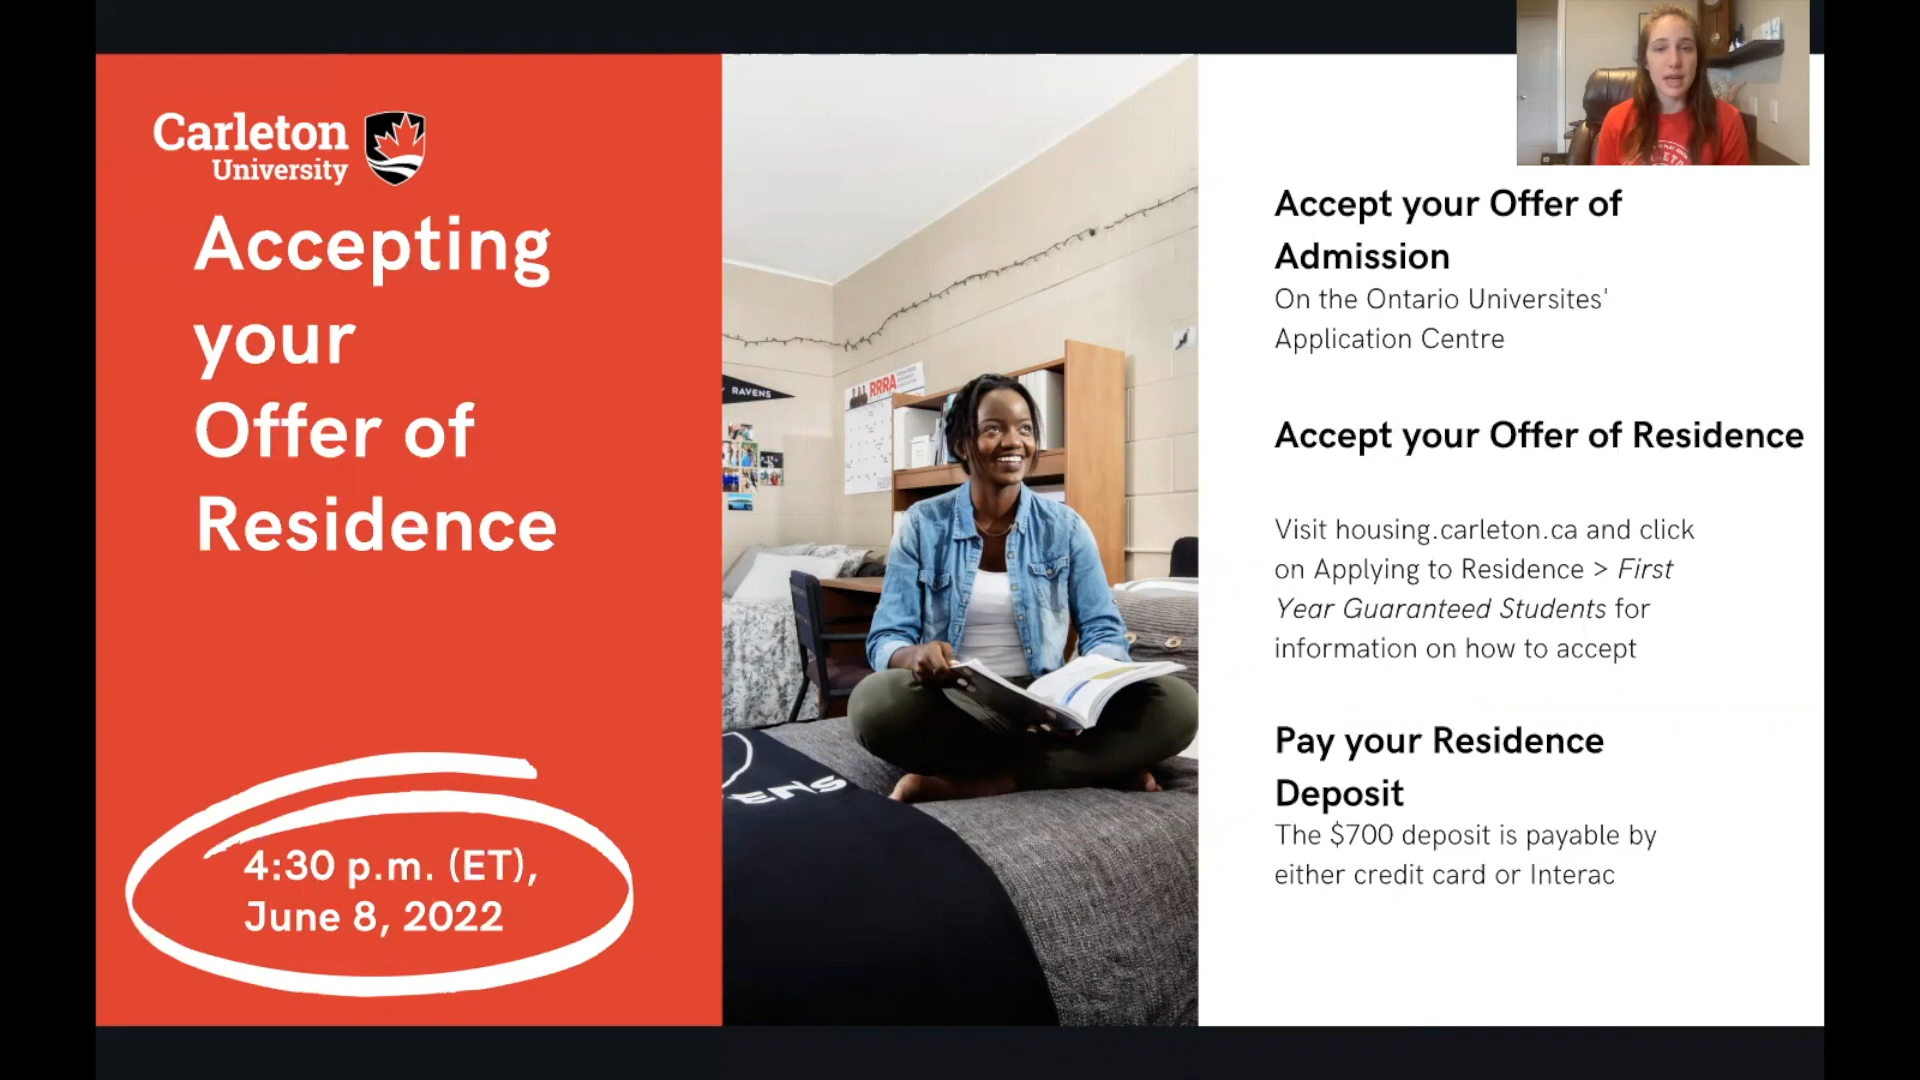 Carleton
University
Accepting
your
Offer of
Residence
4:30 p.m. (ET),
June 8, 2022
RAVENS
RRRA
ENS
Accept your Offer of
Admission
On the Ontario Universites'
Application Centre
Accept your Offer of Residence
Visit housing.carleton.ca and click
on Applying to Residence > First
Year Guaranteed Students for
information on how to accept
Pay your Residence
Deposit
The $700 deposit is payable by
either credit card or Interac